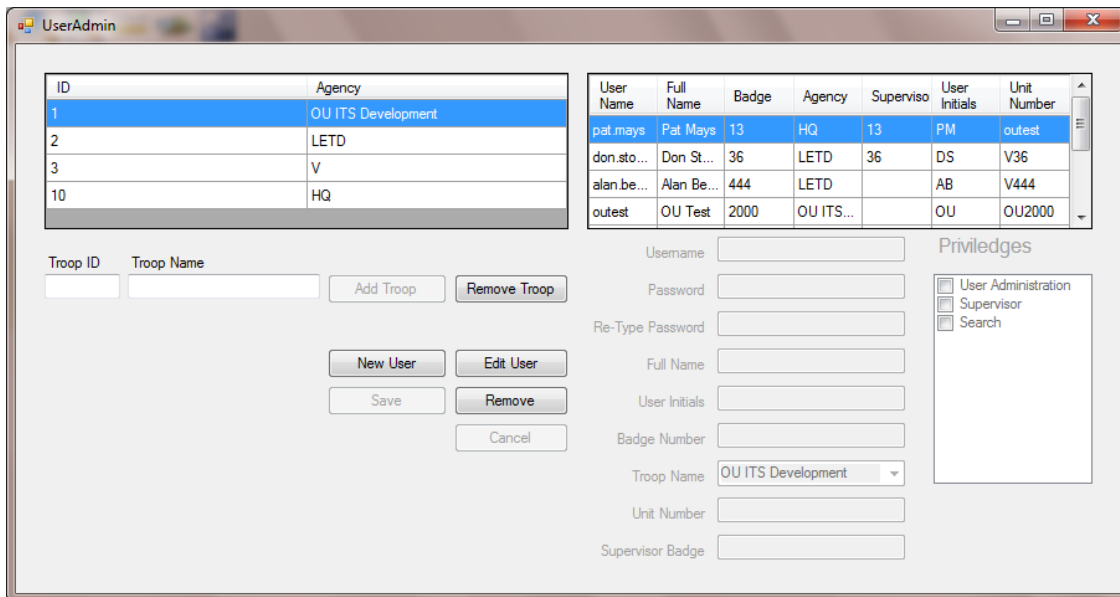 UserAdmin
ID Agency
1 OU ITS Development
2 LETD
3 V
10 HQ
User Name Full Name Badge Agency Superviso User Initials Unit Number
pat.mays Pat Mays 13 HQ 13 PM outest
don.sto... Don St... 36 LETD 36 DS V36
alan.be... Alan Be... 444 LETD AB V444
outest OU Test 2000 OU ITS... OU OU2000
Troop ID Troop Name
Add Troop Remove Troop
New User Edit User
Save Remove
Cancel
Username
Password
Re-Type Password
Full Name
User Initials
Badge Number
Troop Name OU ITS Development
Unit Number
Supervisor Badge
Priviledges
User Administration
Supervisor
Search